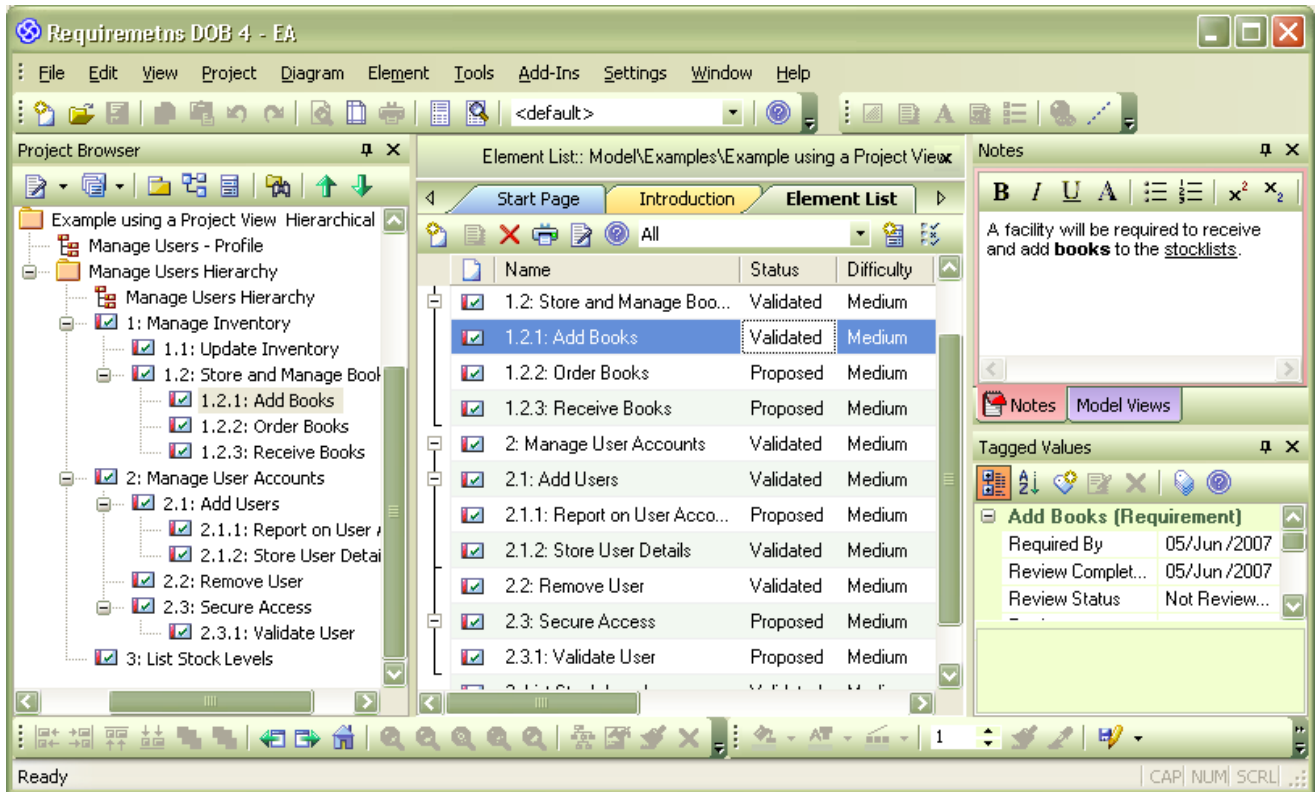 Requiremetns DOB 4 - EA
File Edit View Project Diagram Element Tools Add-Ins Settings Window Help
<default>
Project Browser
Example using a Project View Hierarchical
Manage Users - Profile
Manage Users Hierarchy
Manage Users Hierarchy
1: Manage Inventory
1.1: Update Inventory
1.2: Store and Manage Book
1.2.1: Add Books
1.2.2: Order Books
1.2.3: Receive Books
2: Manage User Accounts
2.1: Add Users
2.1.1: Report on User
2.1.2: Store User Detai
2.2: Remove User
2.3: Secure Access
2.3.1: Validate User
3: List Stock Levels
Element List:: Model\Examples\Example using a Project View
Start Page Introduction Element List
All
Name Status Difficulty
1.2: Store and Manage Boo... Validated Medium
1.2.1: Add Books Validated Medium
1.2.2: Order Books Proposed Medium
1.2.3: Receive Books Proposed Medium
2: Manage User Accounts Validated Medium
2.1: Add Users Validated Medium
2.1.1: Report on User Acco... Proposed Medium
2.1.2: Store User Details Validated Medium
2.2: Remove User Validated Medium
2.3: Secure Access Proposed Medium
2.3.1: Validate User Proposed Medium
Notes
B I U A x² x₂
A facility will be required to receive
and add books to the stocklists.
Notes Model Views
Tagged Values
Add Books (Requirement)
Required By 05/Jun /2007
Review Complet... 05/Jun /2007
Review Status Not Review...
1
Ready
CAP NUM SCRL